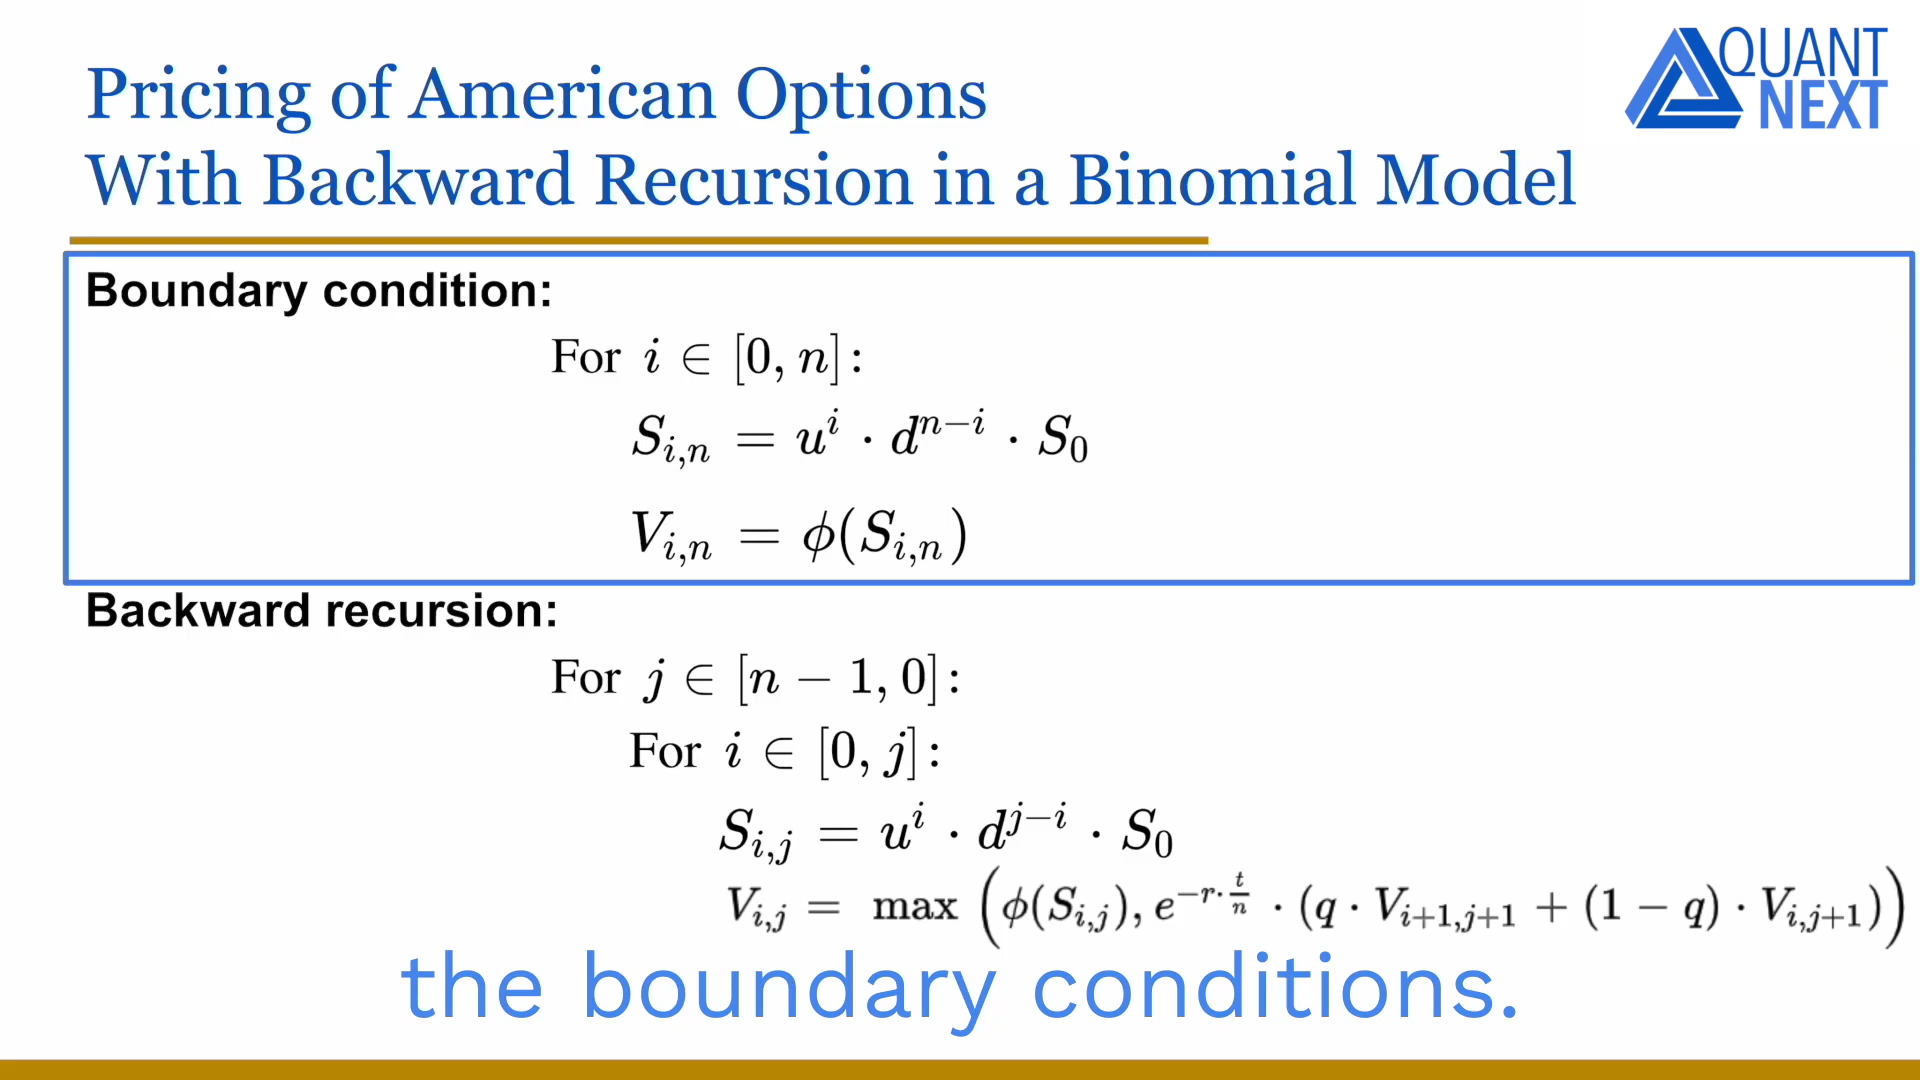 Pricing of American Options
QUANT
NEXT
With Backward Recursion in a Binomial Model
Boundary condition:
For i ∈ [0, n]:
S_{i,n} = u^i · d^{n−i} · S_0
V_{i,n} = ϕ(S_{i,n})
Backward recursion:
For j ∈ [n − 1, 0]:
For i ∈ [0, j]:
S_{i,j} = u^i · d^{j−i} · S_0
V_{i,j} = max (ϕ(S_{i,j}), e^{−r·\frac{t}{n}} · (q · V_{i+1,j+1} + (1 − q) · V_{i,j+1}))
the boundary conditions.